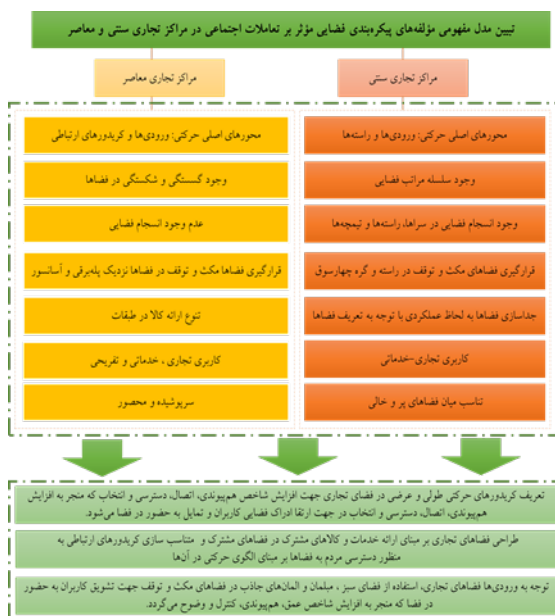 تبیین مدل مفهومی مؤلفه‌های پیکره‌بندی فضایی مؤثر بر تعاملات اجتماعی در مراکز تجاری سنتی و معاصر
مراکز تجاری سنتی
محورهای اصلی حرکتی: ورودی‌ها و راسته‌ها
وجود سلسله مراتب فضایی
وجود انسجام فضایی در سراها، راسته‌ها و تیمچه‌ها
قرارگیری فضاهای مکث و توقف در راسته و گره چهارسوق
جداسازی فضاها به لحاظ عملکردی با توجه به تعریف فضاها
کاربری تجاری-خدماتی
تناسب میان فضاهای پر و خالی
مراکز تجاری معاصر
محورهای اصلی حرکتی: ورودی‌ها و کریدورهای ارتباطی
وجود گسستگی و شکستگی در فضاها
عدم وجود انسجام فضایی
قرارگیری فضاها مکث و توقف در فضاها نزدیک پله‌برقی و آسانسور
تنوع ارائه کالا در طبقات
کاربری تجاری ، خدماتی و تفریحی
سرپوشیده و محصور
تعریف کریدورهای حرکتی طولی و عرضی در فضای تجاری جهت افزایش شاخص هم‌پیوندی، اتصال، دسترسی و انتخاب که منجر به افزایش
هم‌پیوندی، اتصال، دسترسی و انتخاب در جهت ارتقا ادراک فضایی کاربران و تمایل به حضور در فضا می‌شود.
طراحی فضاهای تجاری بر مبنای ارائه خدمات و کالاهای مشترک در فضاهای مشترک و متناسب سازی کریدورهای ارتباطی به
منظور دسترسی مردم به فضاها بر مبنای الگوی حرکتی در آن‌ها
توجه به ورودی‌ها فضاهای تجاری، استفاده از فضای سبز ، مبلمان و المان‌های جاذب در فضاهای مکث و توقف جهت تشویق کاربران به حضور
در فضا که منجر به افزایش شاخص عمق، هم‌پیوندی، کنترل و وضوح می‌گردد.